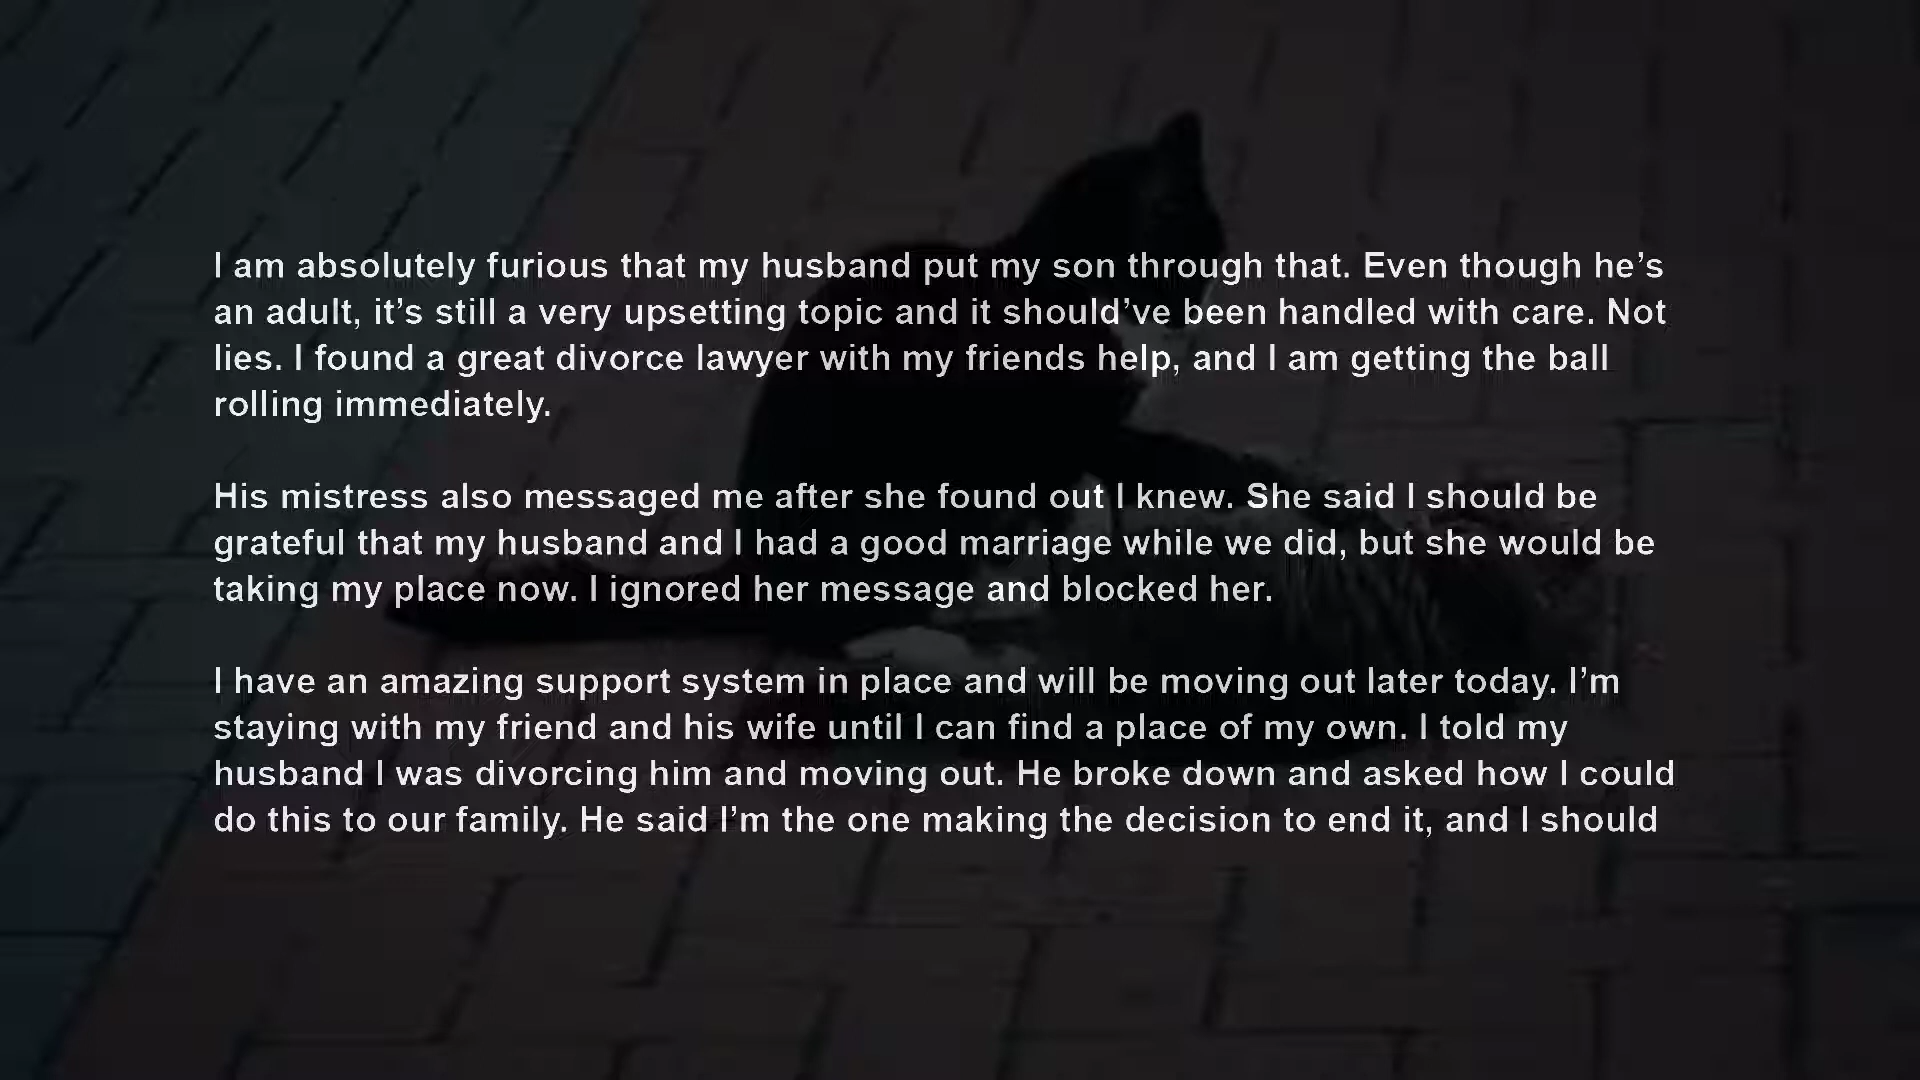 I am absolutely furious that my husband put my son through that. Even though he’s
an adult, it’s still a very upsetting topic and it should’ve been handled with care. Not
lies. I found a great divorce lawyer with my friends help, and I am getting the ball
rolling immediately.
His mistress also messaged me after she found out I knew. She said I should be
grateful that my husband and I had a good marriage while we did, but she would be
taking my place now. I ignored her message and blocked her.
I have an amazing support system in place and will be moving out later today. I’m
staying with my friend and his wife until I can find a place of my own. I told my
husband I was divorcing him and moving out. He broke down and asked how I could
do this to our family. He said I’m the one making the decision to end it, and I should